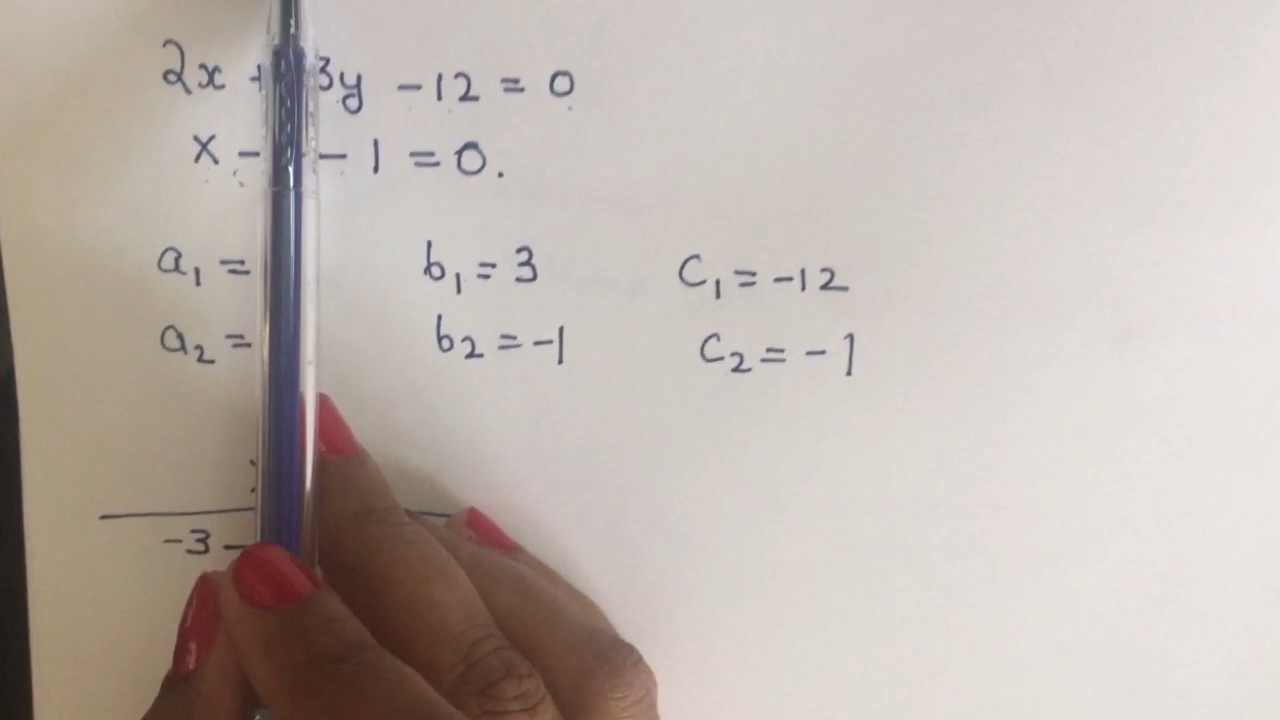 2x + 3y - 12 = 0
x - - 1 = 0.
a₁ = b₁ = 3 c₁ = -12
a₂ = b₂ = -1 c₂ = -1
-3 -